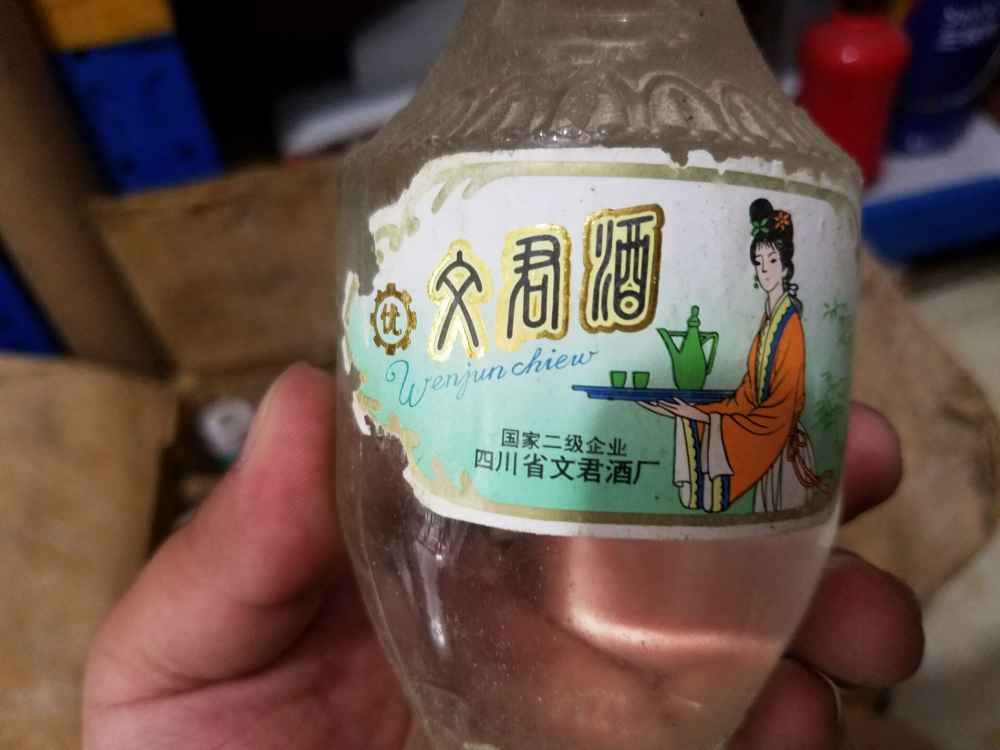 优
文君酒
Wenjun chiew
国家二级企业
四川省文君酒厂